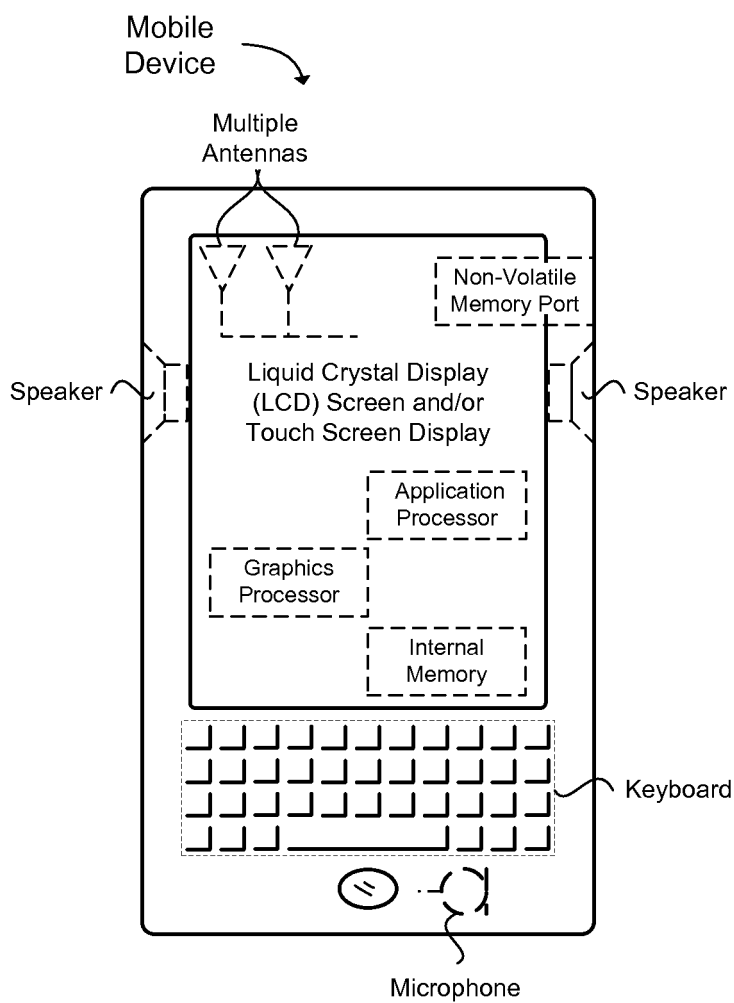 Mobile
Device
Multiple
Antennas
Non-Volatile
Memory Port
Speaker
Liquid Crystal Display
(LCD) Screen and/or
Touch Screen Display
Speaker
Application
Processor
Graphics
Processor
Internal
Memory
Keyboard
Microphone